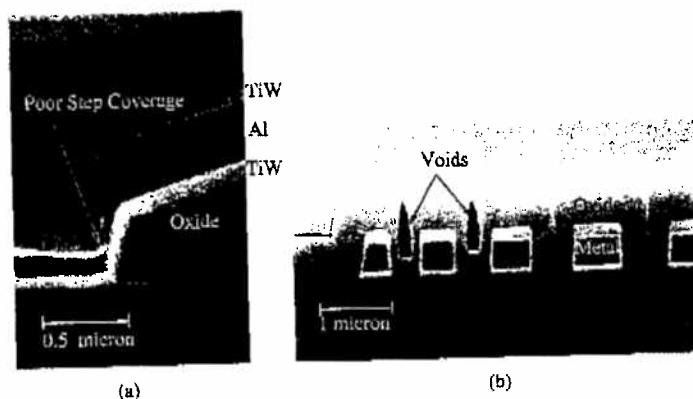 TiW
Poor Step Coverage
Al
TiW
Oxide
0.5 micron
(a)
Voids
Oxide
Metal
1 micron
(b)